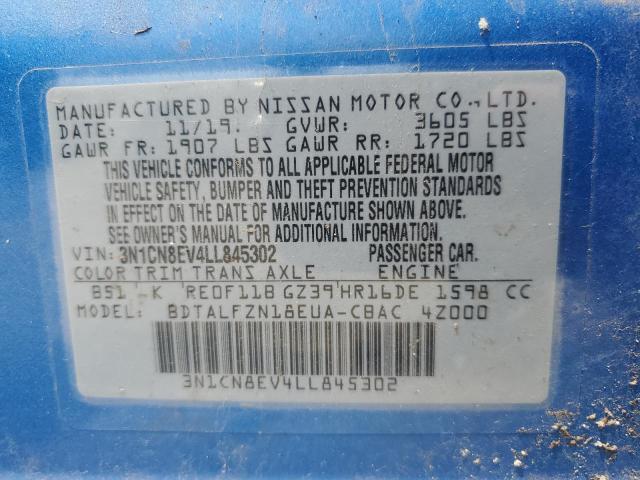 MANUFACTURED BY NISSAN MOTOR CO., LTD.
DATE: 11/19. GVWR: 3605 LBS
GAWR FR: 1907 LBS GAWR RR: 1720 LBS
THIS VEHICLE CONFORMS TO ALL APPLICABLE FEDERAL MOTOR
VEHICLE SAFETY, BUMPER AND THEFT PREVENTION STANDARDS
IN EFFECT ON THE DATE OF MANUFACTURE SHOWN ABOVE.
SEE OWNER'S MANUAL FOR ADDITIONAL INFORMATION.
VIN: 3N1CN8EV4LL845302 PASSENGER CAR.
COLOR TRIM TRANS AXLE ENGINE
B51 K RE0F11B GZ39 HR16DE 1598 CC
MODEL: BDTALFZN18EUA-CBAC 4Z000
3N1CN8EV4LL845302